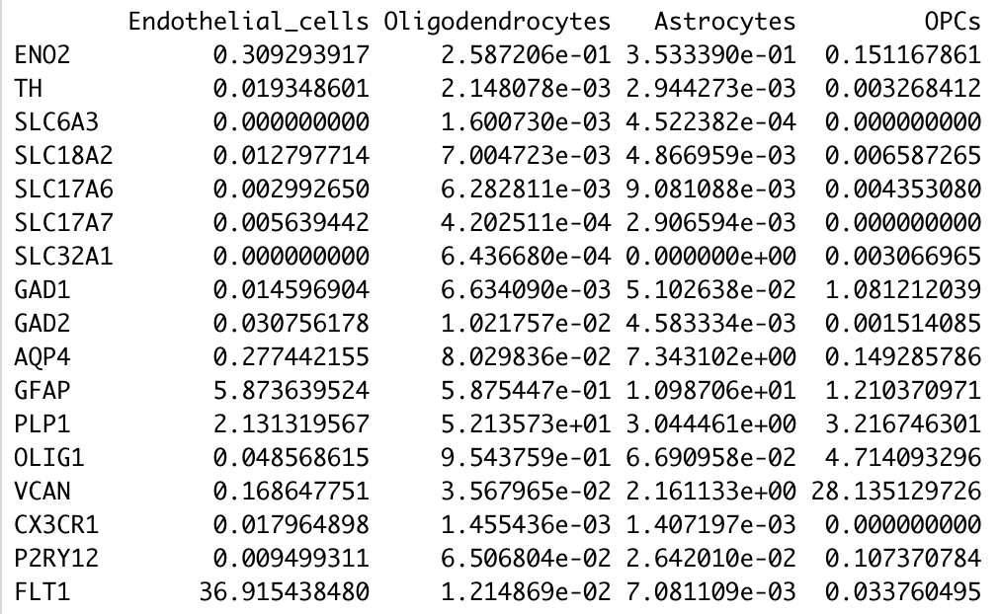 Endothelial_cells Oligodendrocytes Astrocytes OPCs
ENO2 0.309293917 2.587206e-01 3.533390e-01 0.151167861
TH 0.019348601 2.148078e-03 2.944273e-03 0.003268412
SLC6A3 0.000000000 1.600730e-03 4.522382e-04 0.000000000
SLC18A2 0.012797714 7.004723e-03 4.866959e-03 0.006587265
SLC17A6 0.002992650 6.282811e-03 9.081088e-03 0.004353080
SLC17A7 0.005639442 4.202511e-04 2.906594e-03 0.000000000
SLC32A1 0.000000000 6.436680e-04 0.000000e+00 0.003066965
GAD1 0.014596904 6.634090e-03 5.102638e-02 1.081212039
GAD2 0.030756178 1.021757e-02 4.583334e-03 0.001514085
AQP4 0.277442155 8.029836e-02 7.343102e+00 0.149285786
GFAP 5.873639524 5.875447e-01 1.098706e+01 1.210370971
PLP1 2.131319567 5.213573e+01 3.044461e+00 3.216746301
OLIG1 0.048568615 9.543759e-01 6.690958e-02 4.714093296
VCAN 0.168647751 3.567965e-02 2.161133e+00 28.135129726
CX3CR1 0.017964898 1.455436e-03 1.407197e-03 0.000000000
P2RY12 0.009499311 6.506804e-02 2.642010e-02 0.107370784
FLT1 36.915438480 1.214869e-02 7.081109e-03 0.033760495